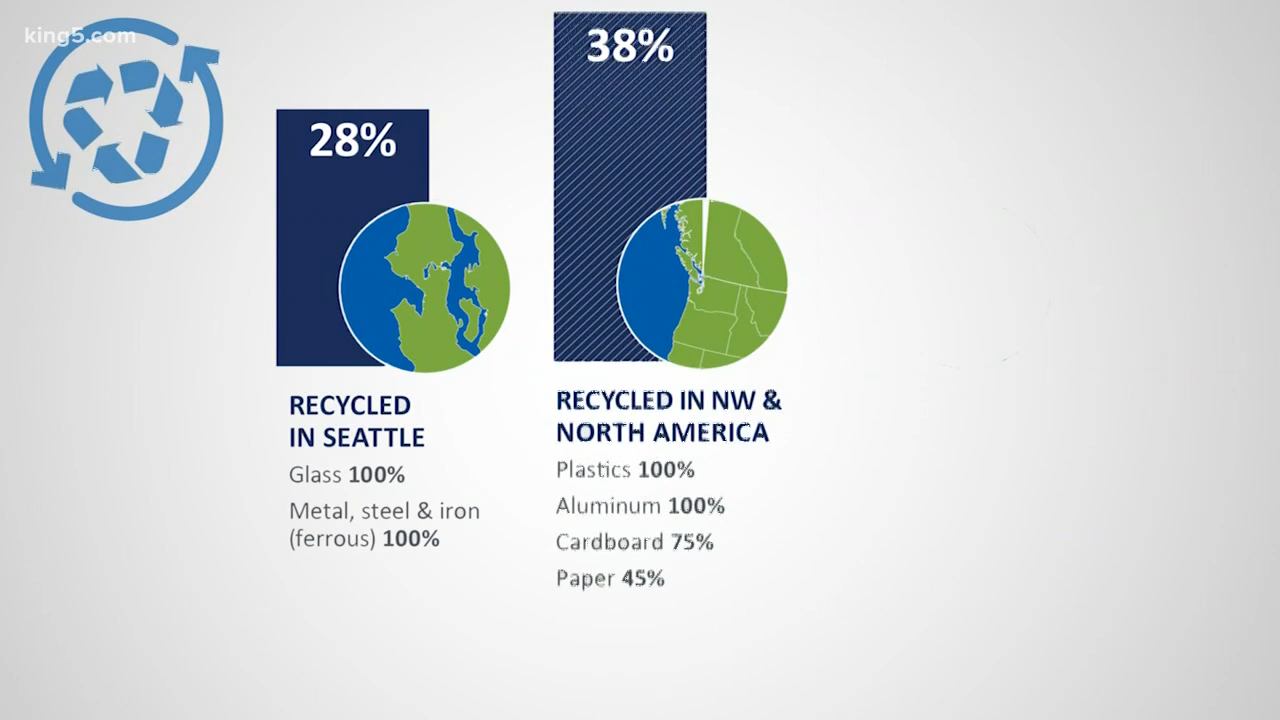 king5.com
28%
RECYCLED
IN SEATTLE
Glass 100%
Metal, steel & iron
(ferrous) 100%
38%
RECYCLED IN NW &
NORTH AMERICA
Plastics 100%
Aluminum 100%
Cardboard 75%
Paper 45%